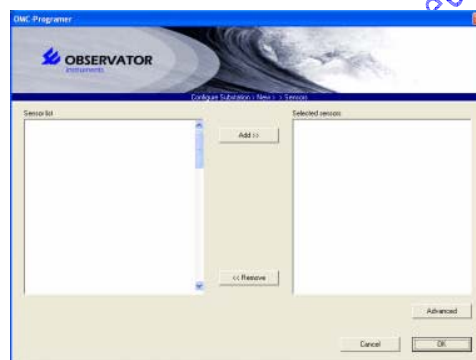 OMC-Programer
OBSERVATOR
instruments
Configure Substation > New > > Sensors
Sensor list
Selected sensors
Add >>
<< Remove
Advanced
Cancel
OK